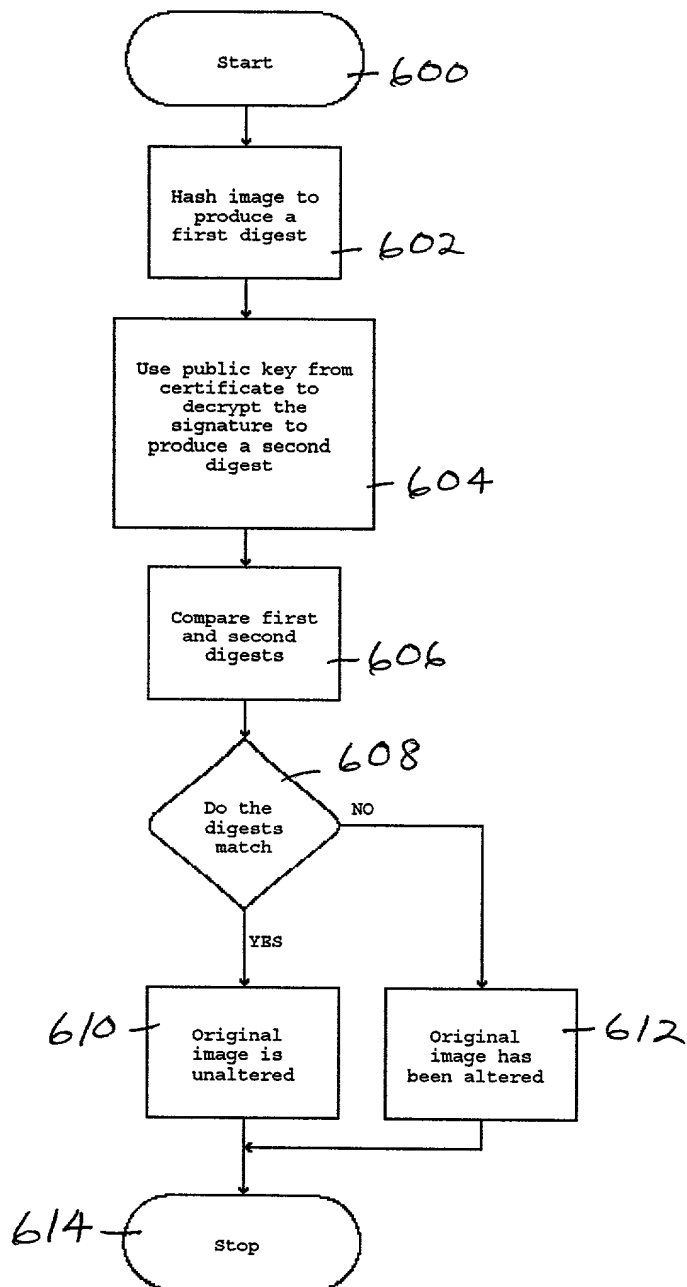 Start
600
Hash image to
produce a
first digest
602
Use public key from
certificate to
decrypt the
signature to
produce a second
digest
604
Compare first
and second
digests
606
608
Do the
digests
match
NO
YES
610
Original
image is
unaltered
Original
image has
been altered
612
614
Stop